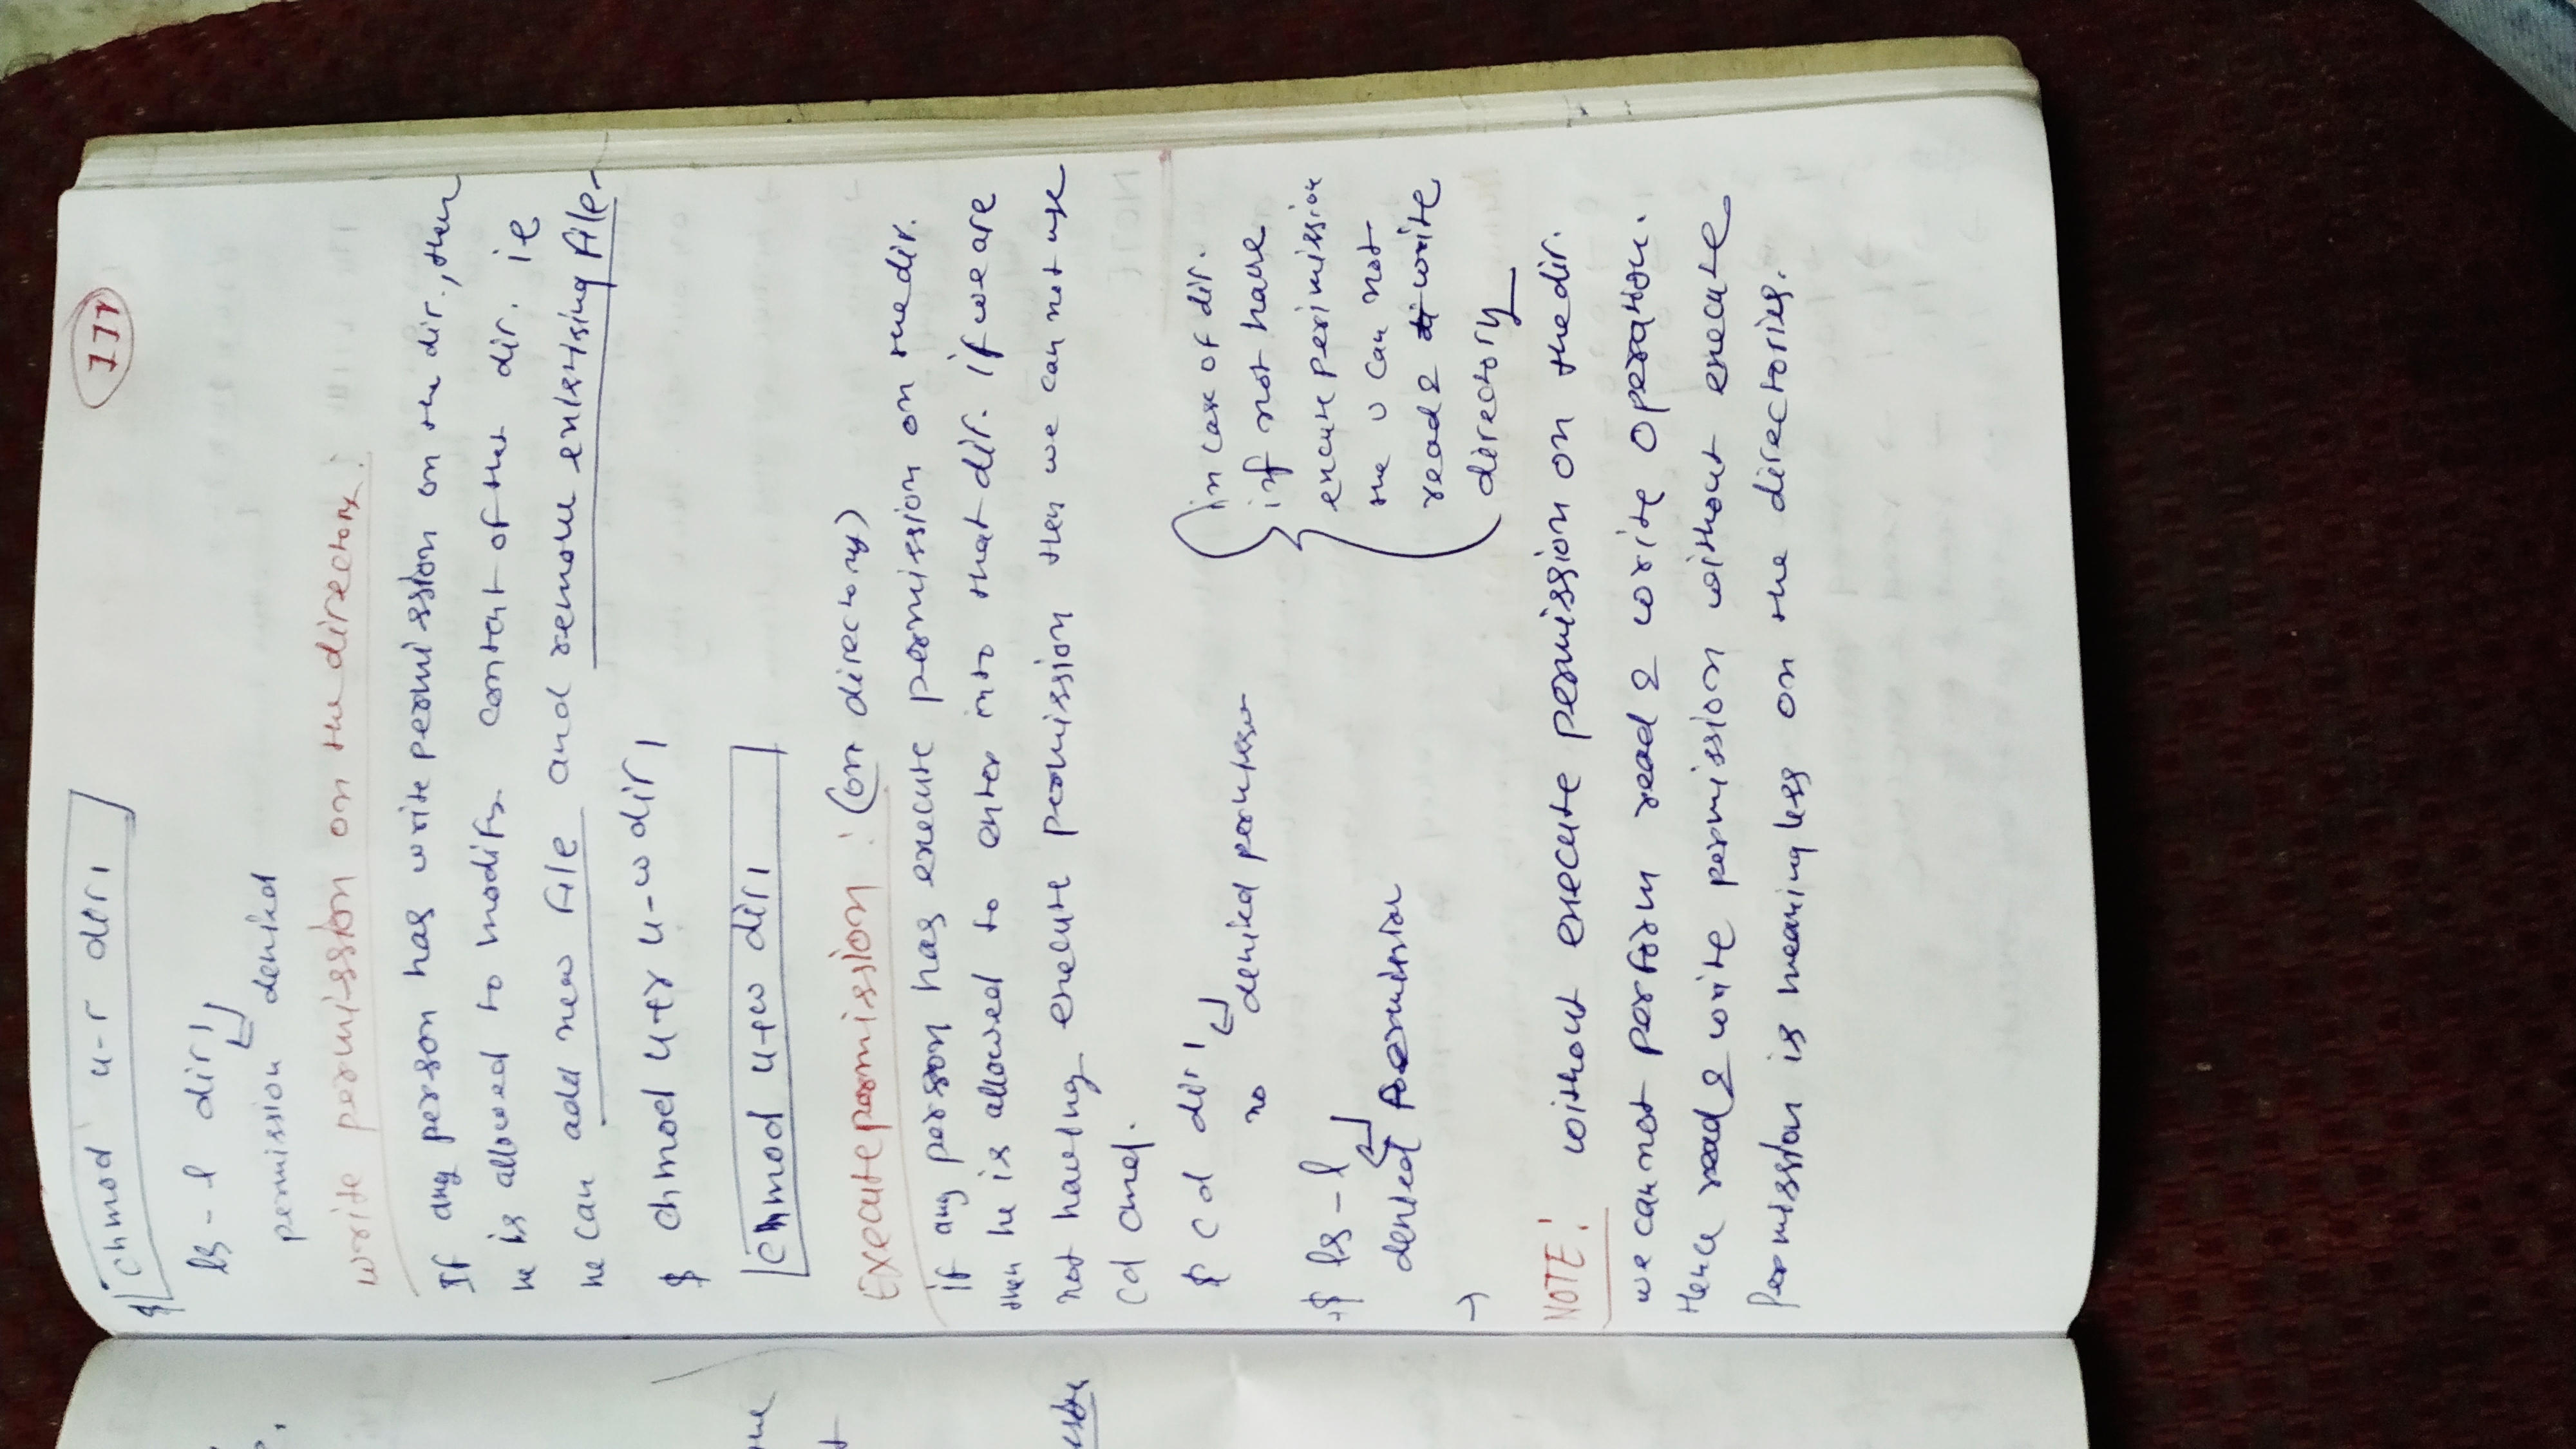 111
$ chmod u-r dir1
ls -l dir1 ↵
permission denied
write permission on the directory:
If any person has write permission on the dir., then
he is allowed to modify content of that dir. ie
he can add new file and remove existising file.
$ chmod u+r u-w dir1
chmod u+w dir1
Execute permission : (on directory)
if any person has execute permission on the dir.
then he is allowed to enter into that dir. if we are
not having execute permission then we can not use
cd
$ cd dir1 ↵
no denied
$ ls -l ↵
denied permission
→
in case of dir.
if not have
excute perimission
the u can not
read & write
directory
NOTE: without execute permission on the dir.
we can not perform read & write operation.
Hence read & write permission without execute
permission is meaningless on the directories.